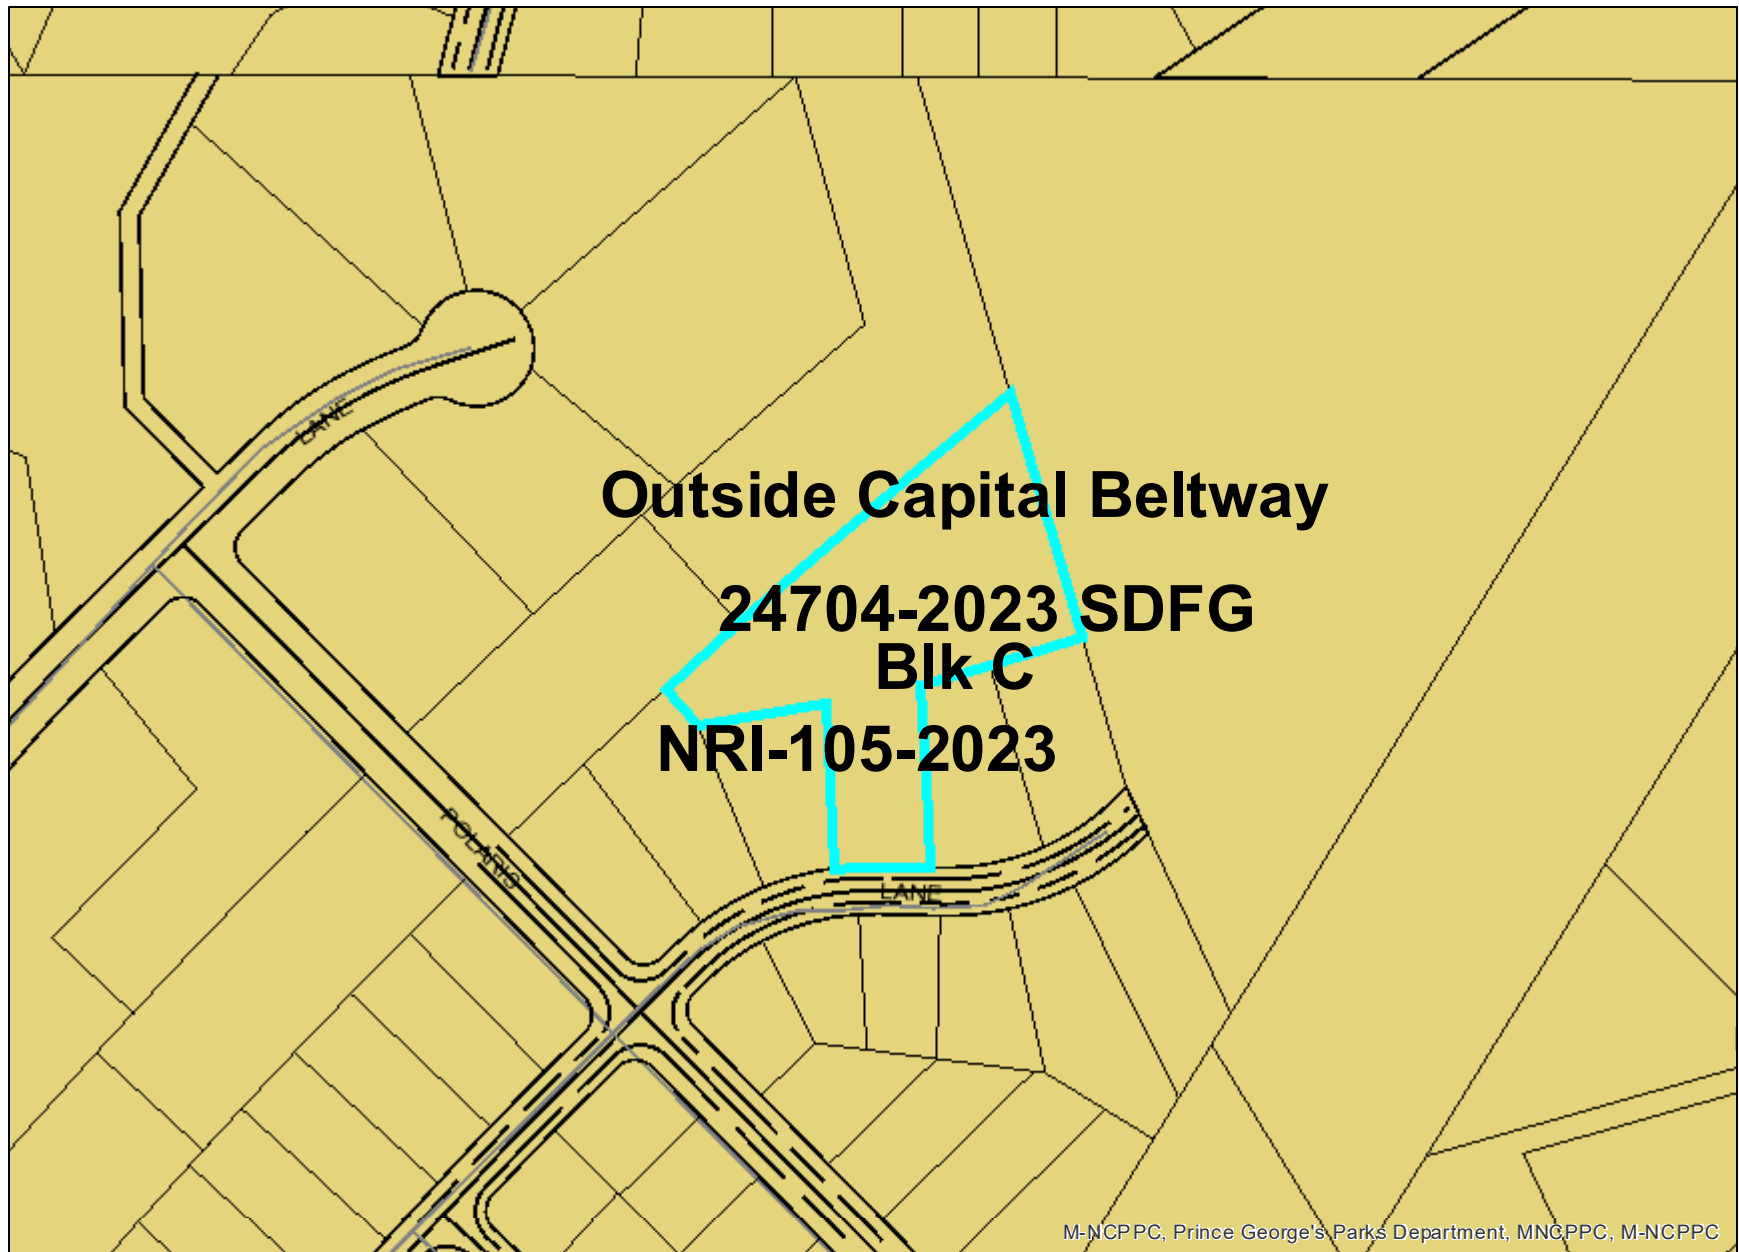 LANE
Outside Capital Beltway
24704-2023 SDFG
Blk C
NRI-105-2023
POLARIS
LANE
M-NCPPC, Prince George's Parks Department, MNCPPC, M-NCPPC